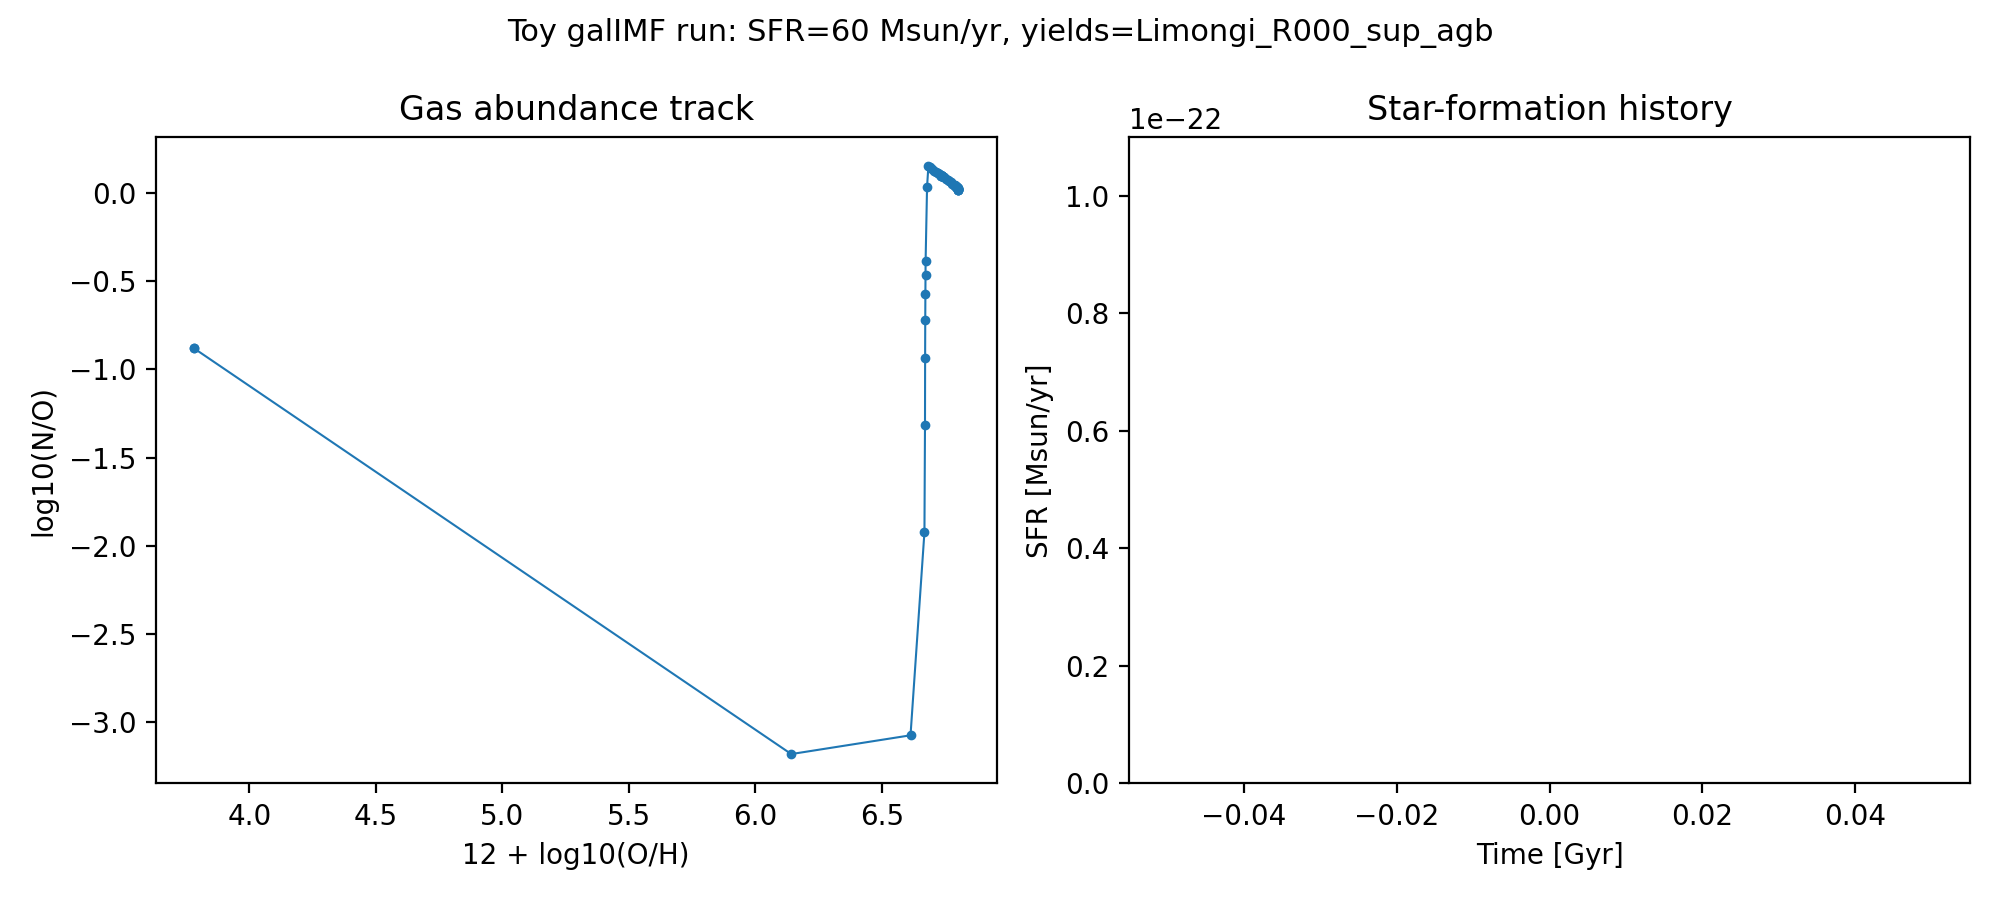 Toy galIMF run: SFR=60 Msun/yr, yields=Limongi_R000_sup_agb
Gas abundance track
0.0
−0.5
−1.0
−1.5
−2.0
−2.5
−3.0
log10(N/O)
4.0 4.5 5.0 5.5 6.0 6.5
12 + log10(O/H)
Star-formation history
1e−22
1.0
0.8
0.6
0.4
0.2
0.0
SFR [Msun/yr]
−0.04 −0.02 0.00 0.02 0.04
Time [Gyr]